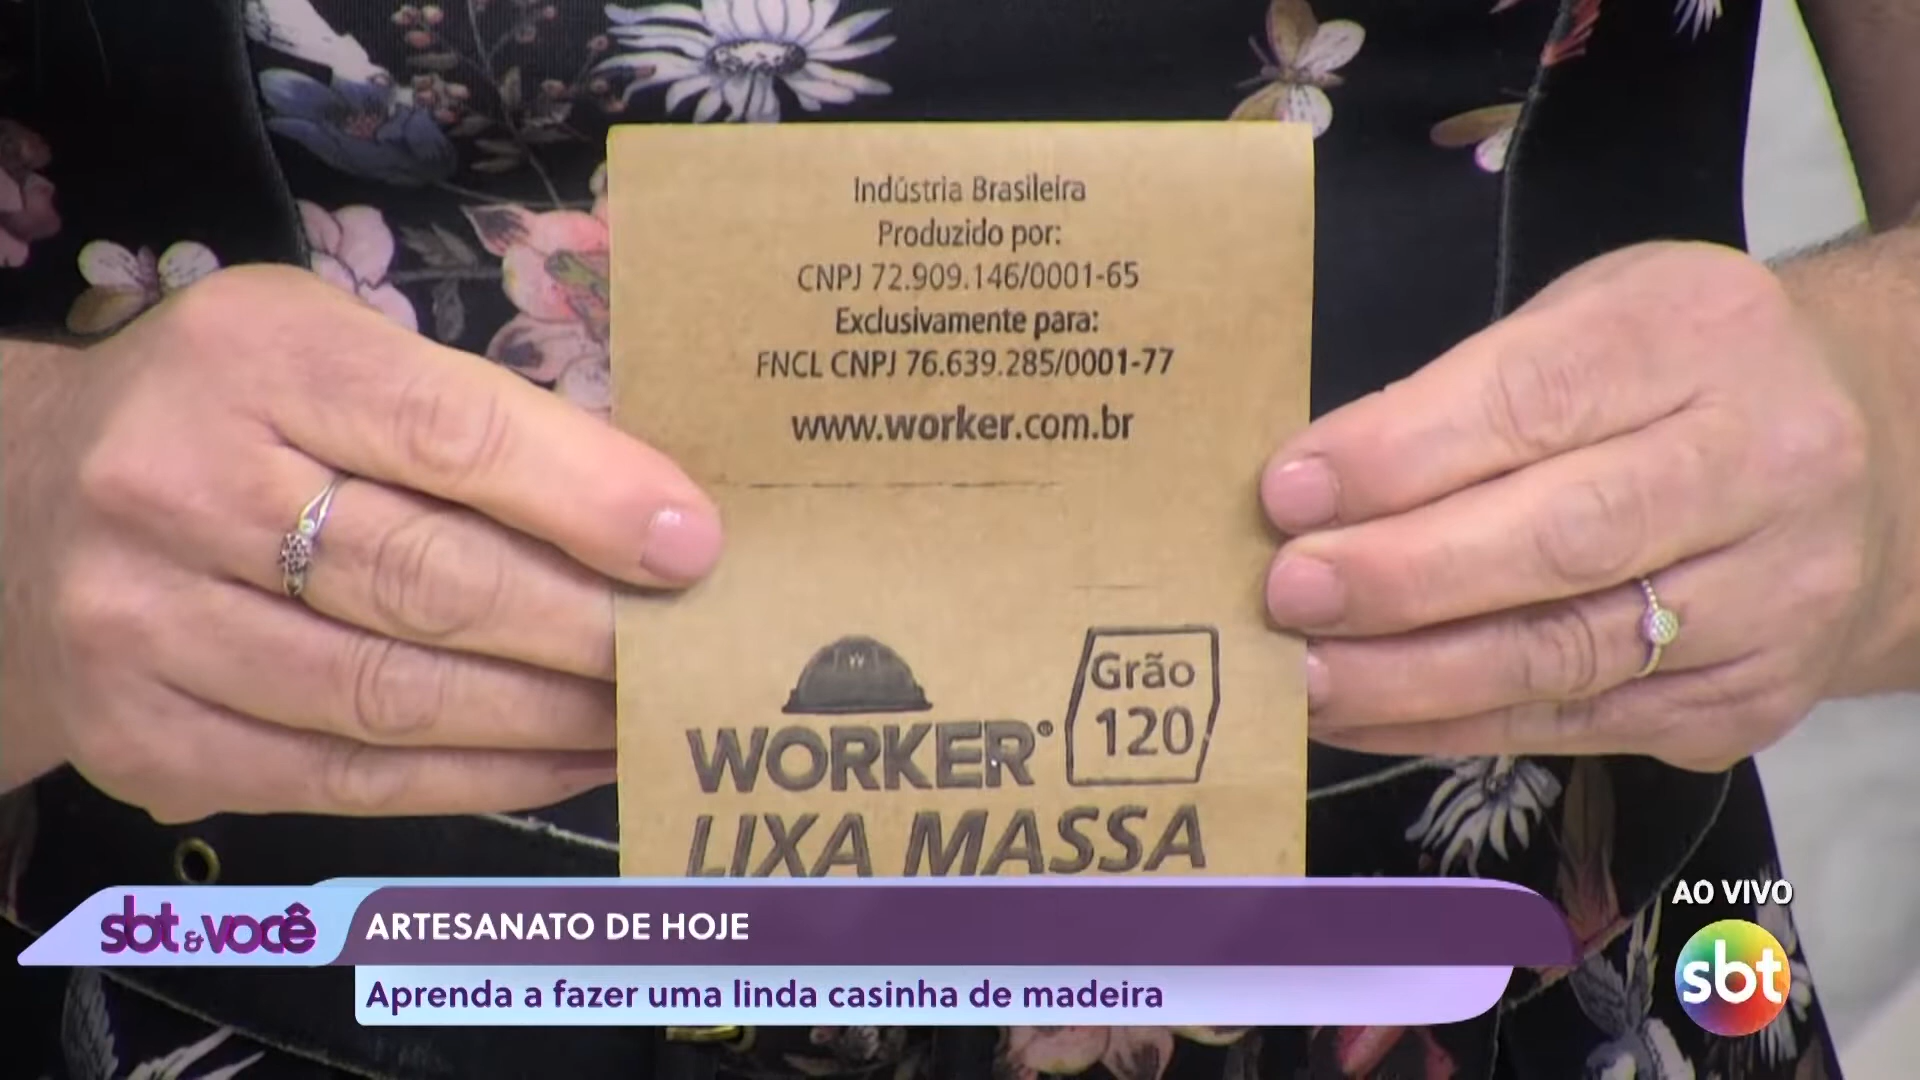 Indústria Brasileira
Produzido por:
CNPJ 72.909.146/0001-65
Exclusivamente para:
FNCL CNPJ 76.639.285/0001-77
www.worker.com.br
W
Grão
120
WORKER®
LIXA MASSA
sbt&você
ARTESANATO DE HOJE
Aprenda a fazer uma linda casinha de madeira
AO VIVO
sbt